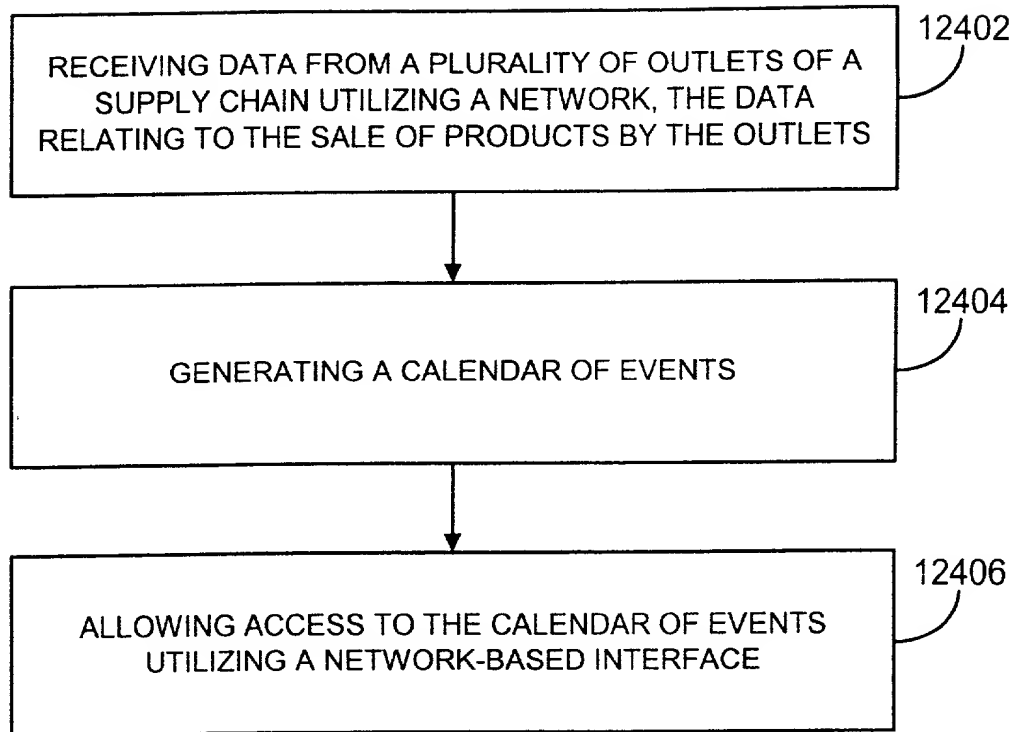 12402
RECEIVING DATA FROM A PLURALITY OF OUTLETS OF A
SUPPLY CHAIN UTILIZING A NETWORK, THE DATA
RELATING TO THE SALE OF PRODUCTS BY THE OUTLETS
12404
GENERATING A CALENDAR OF EVENTS
12406
ALLOWING ACCESS TO THE CALENDAR OF EVENTS
UTILIZING A NETWORK-BASED INTERFACE